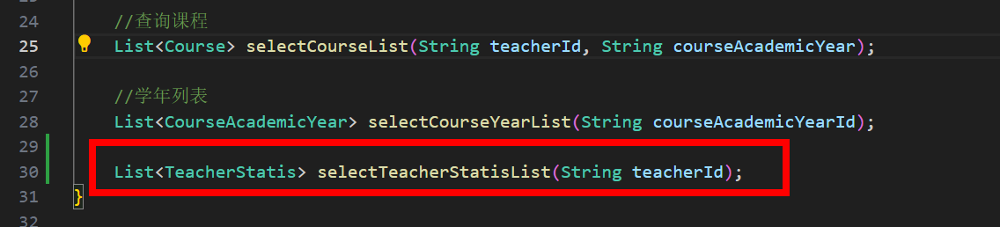 24 //查询课程
25 List<Course> selectCourseList(String teacherId, String courseAcademicYear);
26
27 //学年列表
28 List<CourseAcademicYear> selectCourseYearList(String courseAcademicYearId);
29
30 List<TeacherStatis> selectTeacherStatisList(String teacherId);
31 }
32